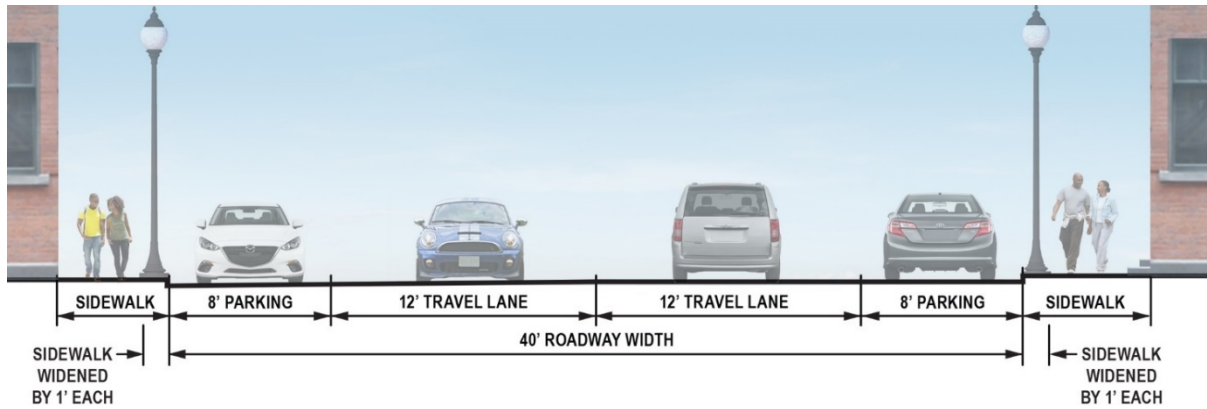 SIDEWALK
8' PARKING
12' TRAVEL LANE
12' TRAVEL LANE
8' PARKING
SIDEWALK
40' ROADWAY WIDTH
SIDEWALK
WIDENED
BY 1' EACH
SIDEWALK
WIDENED
BY 1' EACH